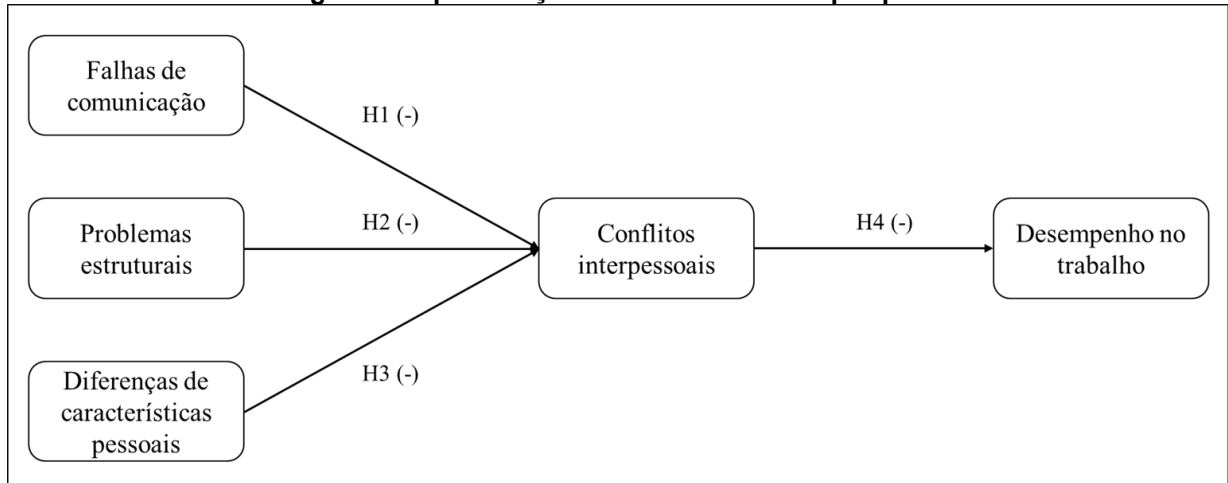 Falhas de
comunicação
H1 (-)
Problemas
estruturais
H2 (-)
Conflitos
interpessoais
H4 (-)
Desempenho no
trabalho
Diferenças de
características
pessoais
H3 (-)